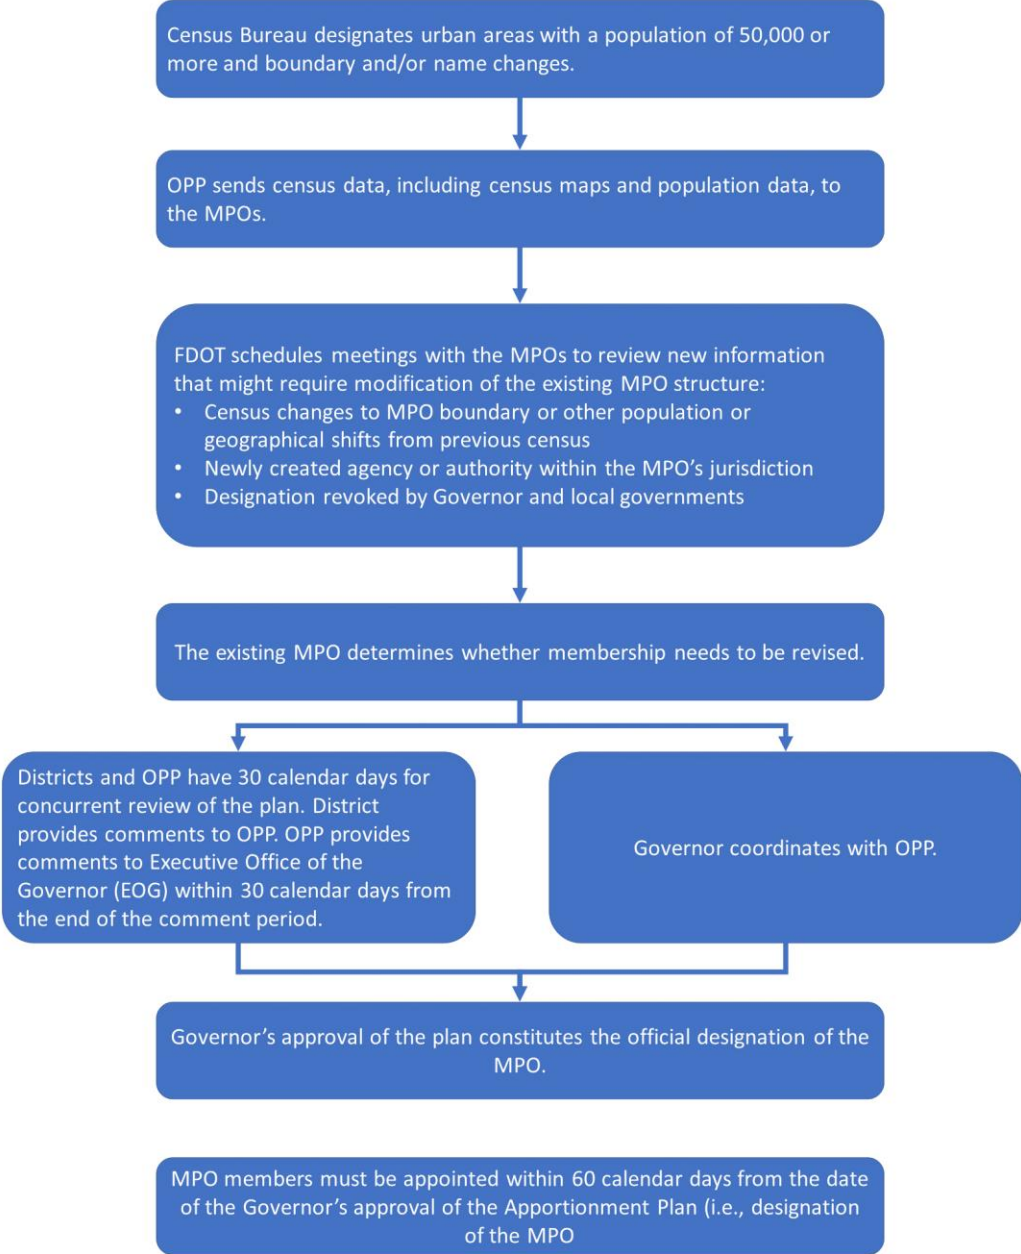 Census Bureau designates urban areas with a population of 50,000 or
more and boundary and/or name changes.
OPP sends census data, including census maps and population data, to
the MPOs.
FDOT schedules meetings with the MPOs to review new information
that might require modification of the existing MPO structure:
• Census changes to MPO boundary or other population or
geographical shifts from previous census
• Newly created agency or authority within the MPO’s jurisdiction
• Designation revoked by Governor and local governments
The existing MPO determines whether membership needs to be revised.
Districts and OPP have 30 calendar days for
concurrent review of the plan. District
provides comments to OPP. OPP provides
comments to Executive Office of the
Governor (EOG) within 30 calendar days from
the end of the comment period.
Governor coordinates with OPP.
Governor’s approval of the plan constitutes the official designation of the
MPO.
MPO members must be appointed within 60 calendar days from the date
of the Governor’s approval of the Apportionment Plan (i.e., designation
of the MPO